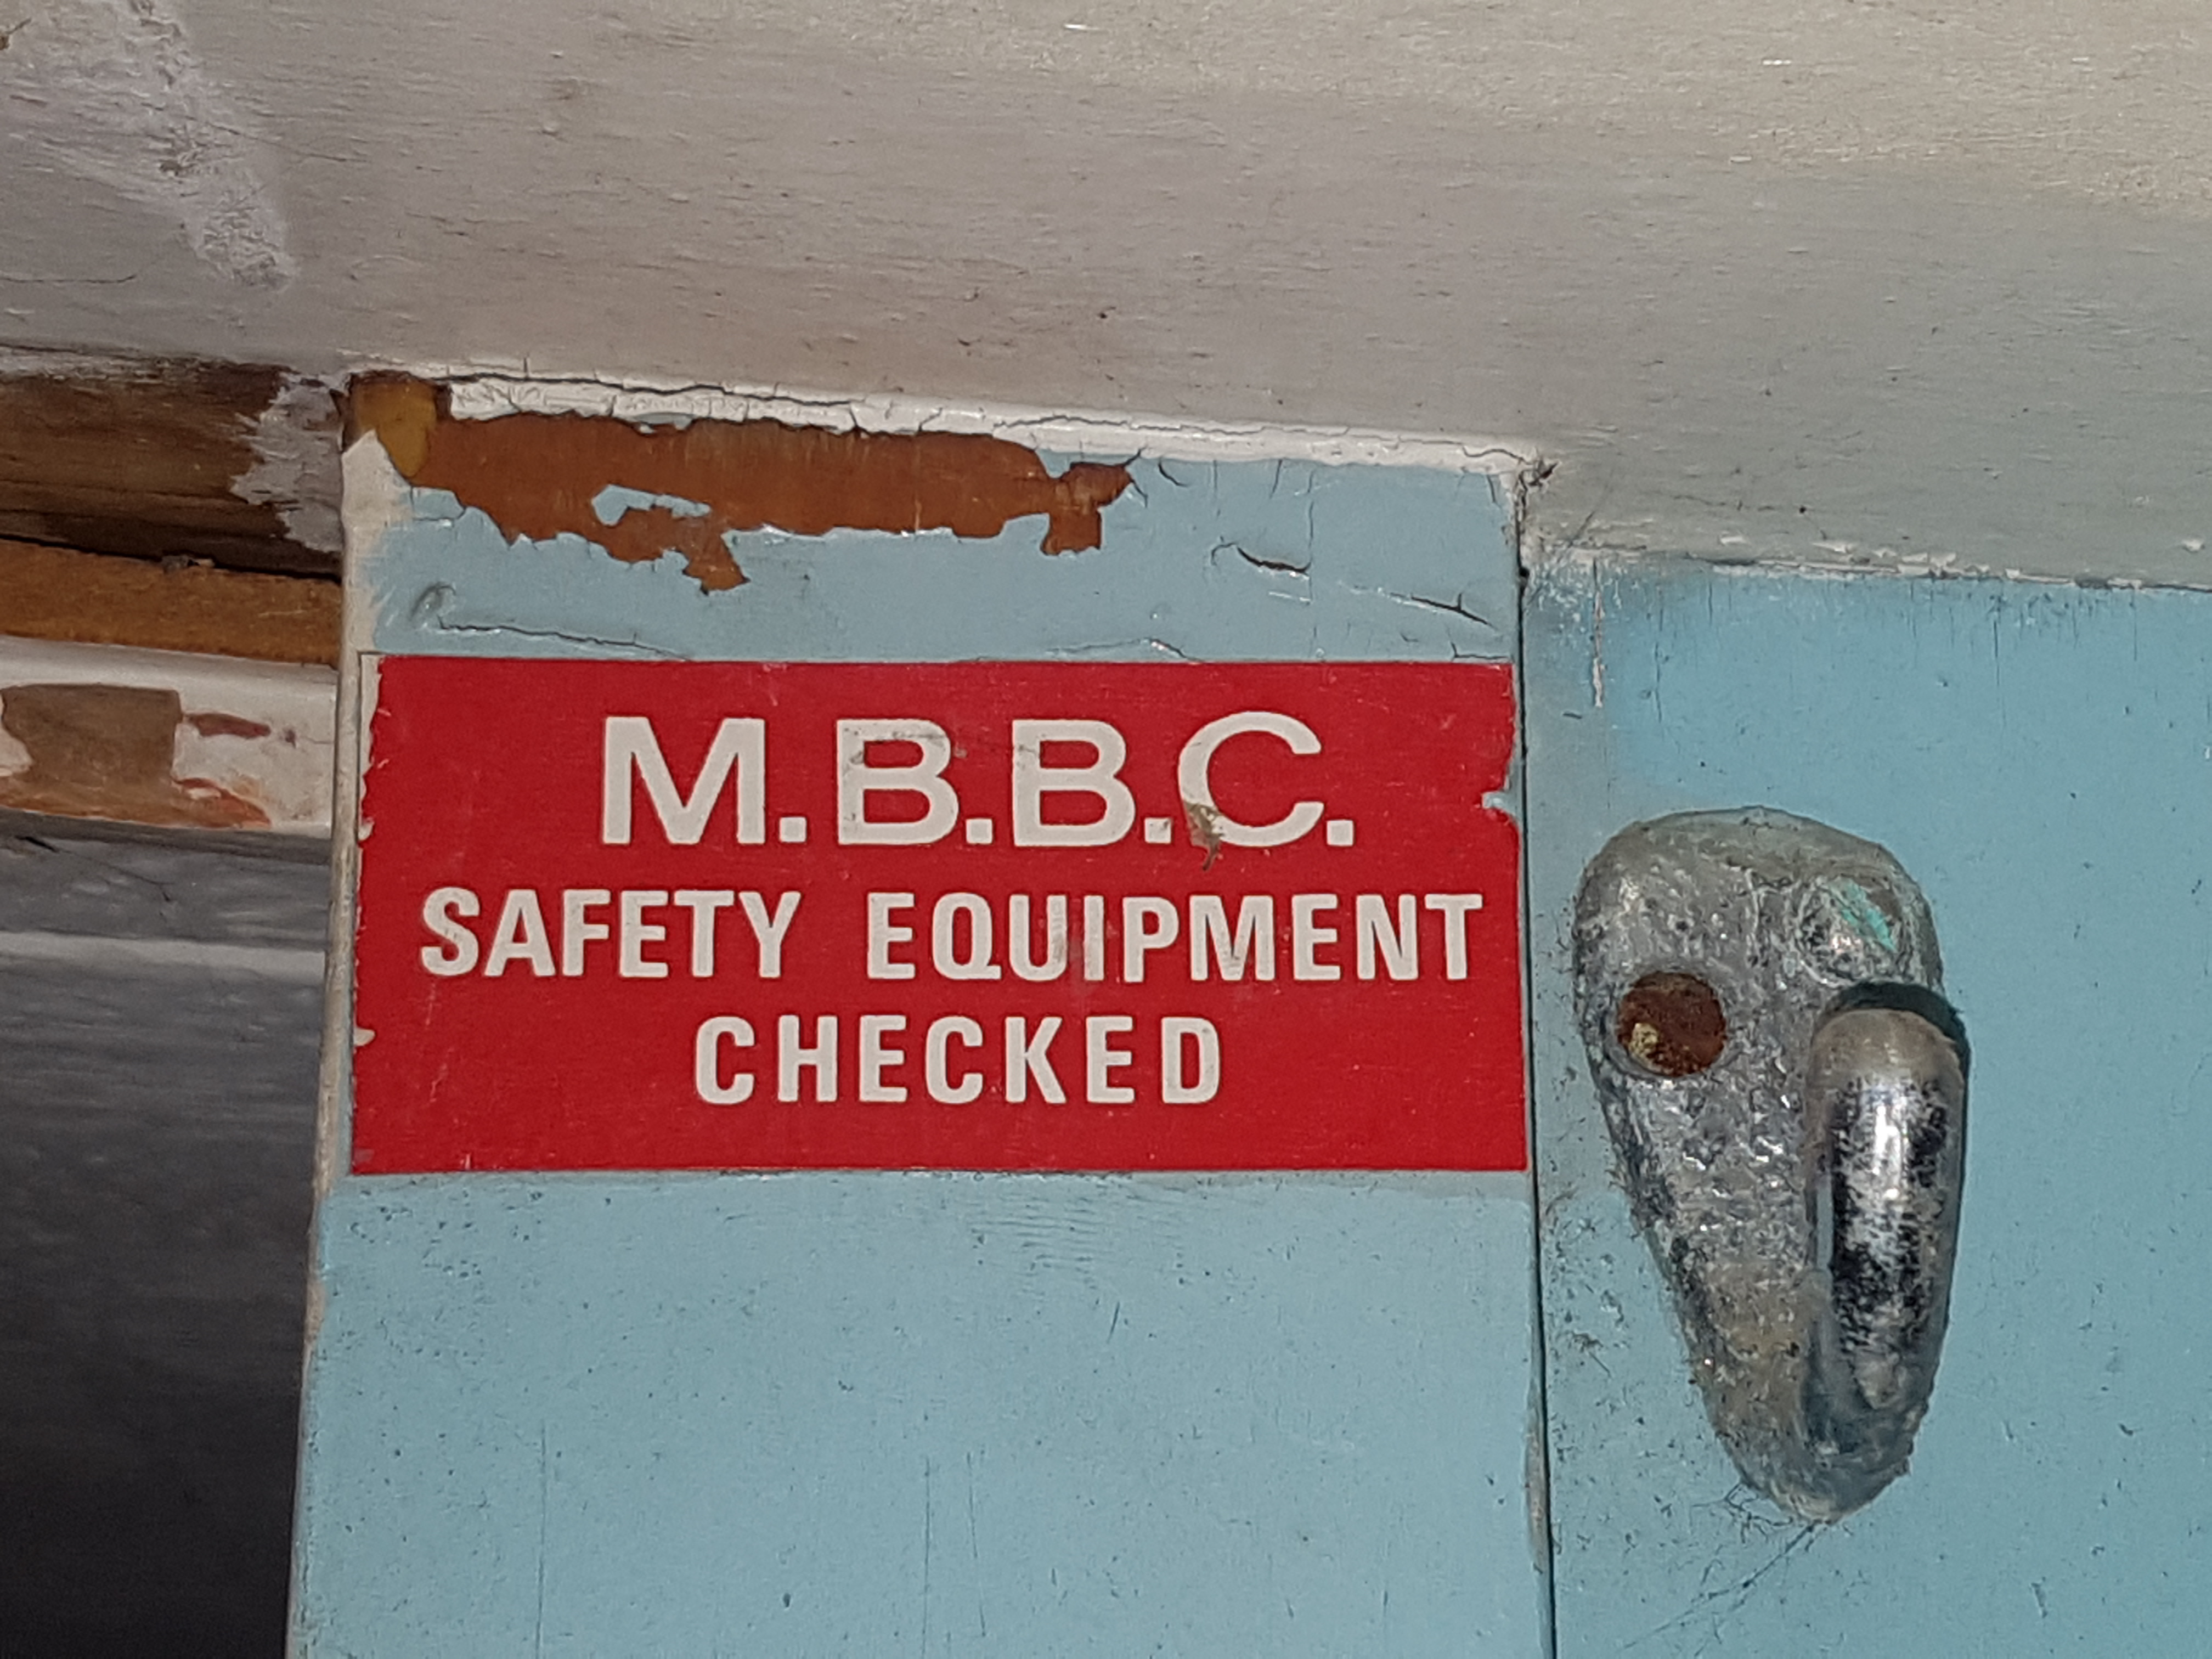 M.B.B.C.
SAFETY EQUIPMENT
CHECKED